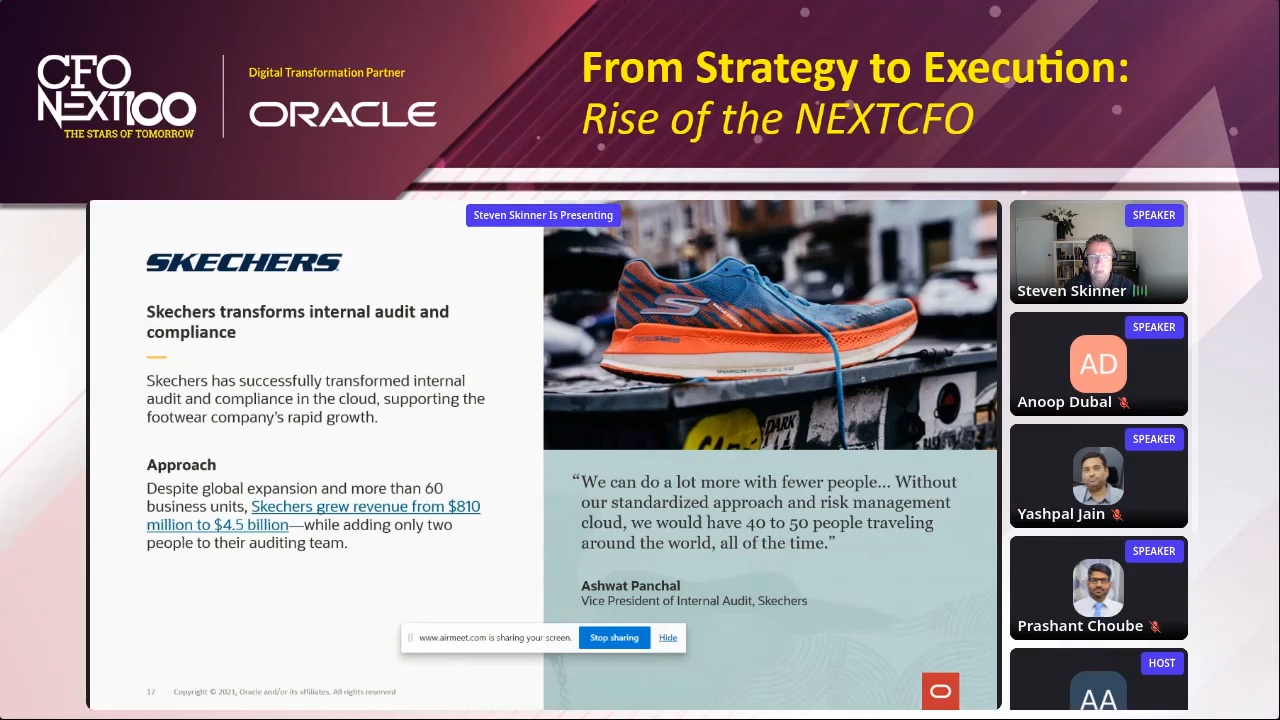 CFO
NEXT100
THE STARS OF TOMORROW
Digital Transformation Partner
ORACLE
From Strategy to Execution:
Rise of the NEXTCFO
Steven Skinner Is Presenting
SKECHERS
Skechers transforms internal audit and
compliance
Skechers has successfully transformed internal
audit and compliance in the cloud, supporting the
footwear company's rapid growth.
Approach
Despite global expansion and more than 60
business units, Skechers grew revenue from $810
million to $4.5 billion—while adding only two
people to their auditing team.
DARK
“We can do a lot more with fewer people... Without
our standardized approach and risk management
cloud, we would have 40 to 50 people traveling
around the world, all of the time.”
Ashwat Panchal
Vice President of Internal Audit, Skechers
www.airmeet.com is sharing your screen.
Stop sharing
Hide
17 Copyright © 2021, Oracle and/or its affiliates. All rights reserved
SPEAKER
Steven Skinner
SPEAKER
AD
Anoop Dubal
SPEAKER
Yashpal Jain
SPEAKER
Prashant Choube
HOST
AA